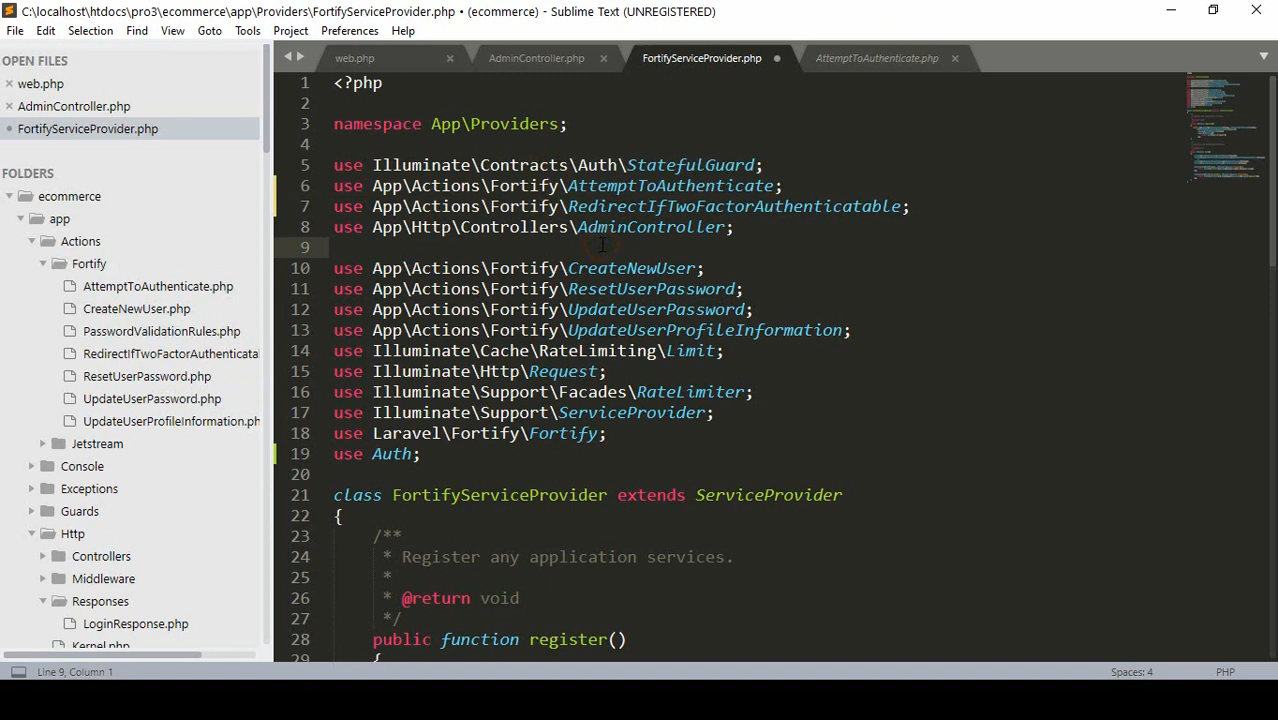 C:\localhost\htdocs\pro3\ecommerce\app\Providers\FortifyServiceProvider.php • (ecommerce) - Sublime Text (UNREGISTERED)
File Edit Selection Find View Goto Tools Project Preferences Help
OPEN FILES
web.php
AdminController.php
FortifyServiceProvider.php
FOLDERS
ecommerce
app
Actions
Fortify
AttemptToAuthenticate.php
CreateNewUser.php
PasswordValidationRules.php
RedirectIfTwoFactorAuthenticata
ResetUserPassword.php
UpdateUserPassword.php
UpdateUserProfileInformation.ph
Jetstream
Console
Exceptions
Guards
Http
Controllers
Middleware
Responses
LoginResponse.php
Kernel.php
web.php AdminController.php FortifyServiceProvider.php AttemptToAuthenticate.php
1 <?php
2
3 namespace App\Providers;
4
5 use Illuminate\Contracts\Auth\StatefulGuard;
6 use App\Actions\Fortify\AttemptToAuthenticate;
7 use App\Actions\Fortify\RedirectIfTwoFactorAuthenticatable;
8 use App\Http\Controllers\AdminController;
9
10 use App\Actions\Fortify\CreateNewUser;
11 use App\Actions\Fortify\ResetUserPassword;
12 use App\Actions\Fortify\UpdateUserPassword;
13 use App\Actions\Fortify\UpdateUserProfileInformation;
14 use Illuminate\Cache\RateLimiting\Limit;
15 use Illuminate\Http\Request;
16 use Illuminate\Support\Facades\RateLimiter;
17 use Illuminate\Support\ServiceProvider;
18 use Laravel\Fortify\Fortify;
19 use Auth;
20
21 class FortifyServiceProvider extends ServiceProvider
22 {
23 /**
24 * Register any application services.
25 *
26 * @return void
27 */
28 public function register()
29 {
Line 9, Column 1 Spaces: 4 PHP